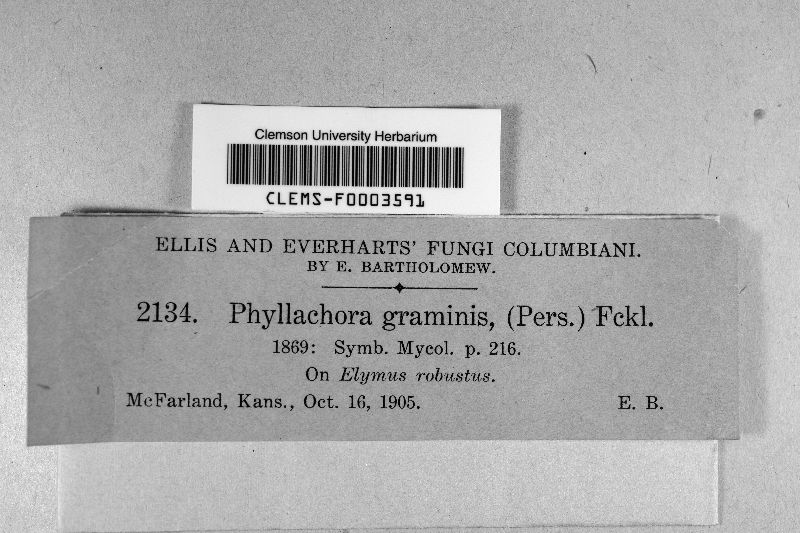 Clemson University Herbarium
CLEMS-F0003591
ELLIS AND EVERHARTS' FUNGI COLUMBIANI.
BY E. BARTHOLOMEW.
2134. Phyllachora graminis, (Pers.) Fckl.
1869: Symb. Mycol. p. 216.
On Elymus robustus.
McFarland, Kans., Oct. 16, 1905. E. B.